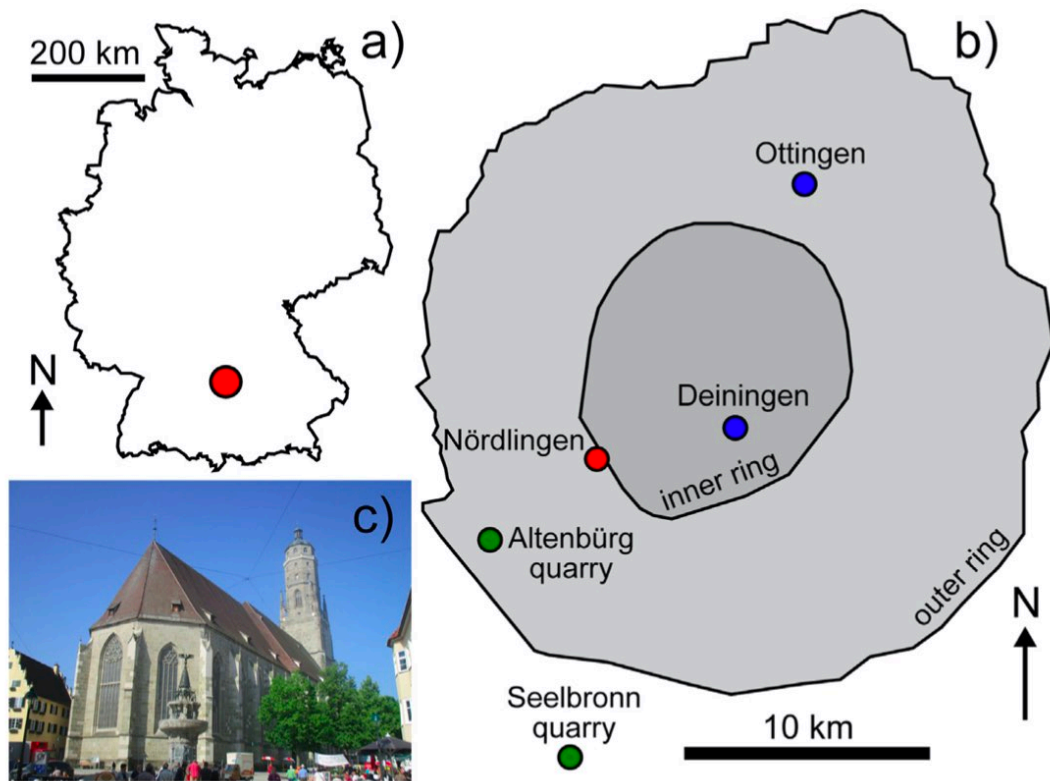 200 km
a)
N
b)
Ottingen
Deiningen
Nördlingen
inner ring
Altenbürg
quarry
outer ring
N
Seelbronn
quarry
10 km
c)